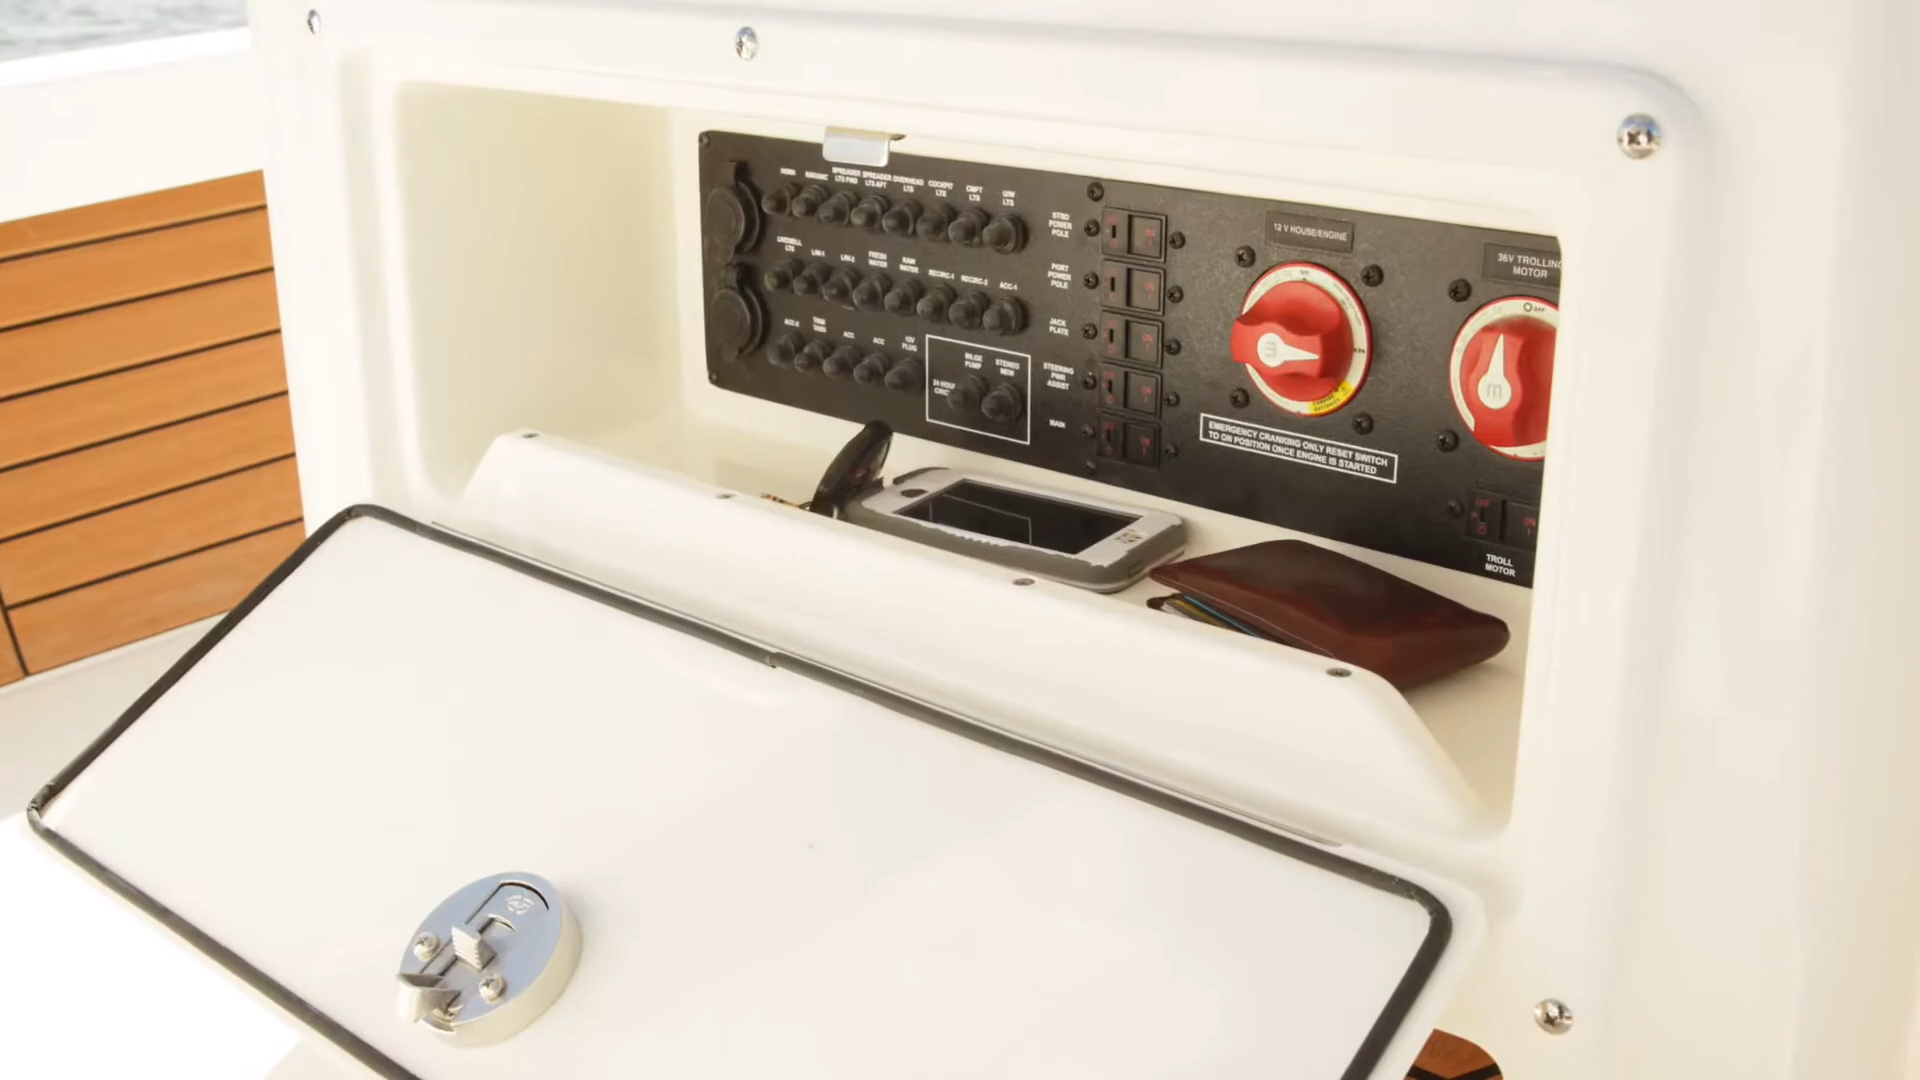 HORN
SPREADER
LTS FWD
SPREADER
LTS AFT
OVERHEAD
LTS
COCKPIT
LTS
CMPT
LTS
U/W
LTS
LIVEWELL
LTS
L/W-1
L/W-2
FRESH
WATER
RAW
WATER
RECIRC-1
RECIRC-2
ACC-1
ACC-2
TRIM
TABS
ACC
ACC
12V
PLUG
24 HOUR
BILGE
PUMP
STEREO
MEM
STBD
POWER
POLE
PORT
POWER
POLE
JACK
PLATE
STEERING
PWR
ASSIST
MAIN
12 V HOUSE/ENGINE
EMERGENCY CRANKING ONLY RESET SWITCH
TO ON POSITION ONCE ENGINE IS STARTED
36V TROLLING
MOTOR
OFF
m
m
OFF
ON
TROLL
MOTOR